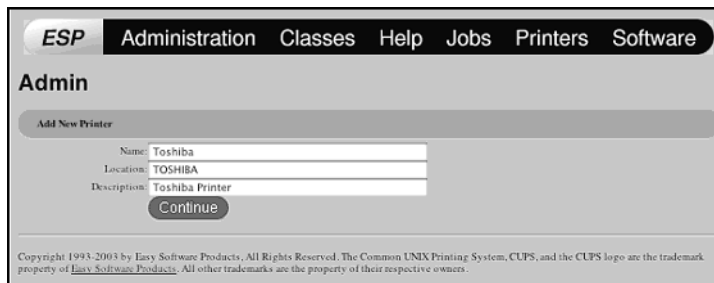 ESP Administration Classes Help Jobs Printers Software
Admin
Add New Printer
Name: Toshiba
Location: TOSHIBA
Description: Toshiba Printer
Continue
Copyright 1993-2003 by Easy Software Products, All Rights Reserved. The Common UNIX Printing System, CUPS, and the CUPS logo are the trademark
property of Easy Software Products. All other trademarks are the property of their respective owners.